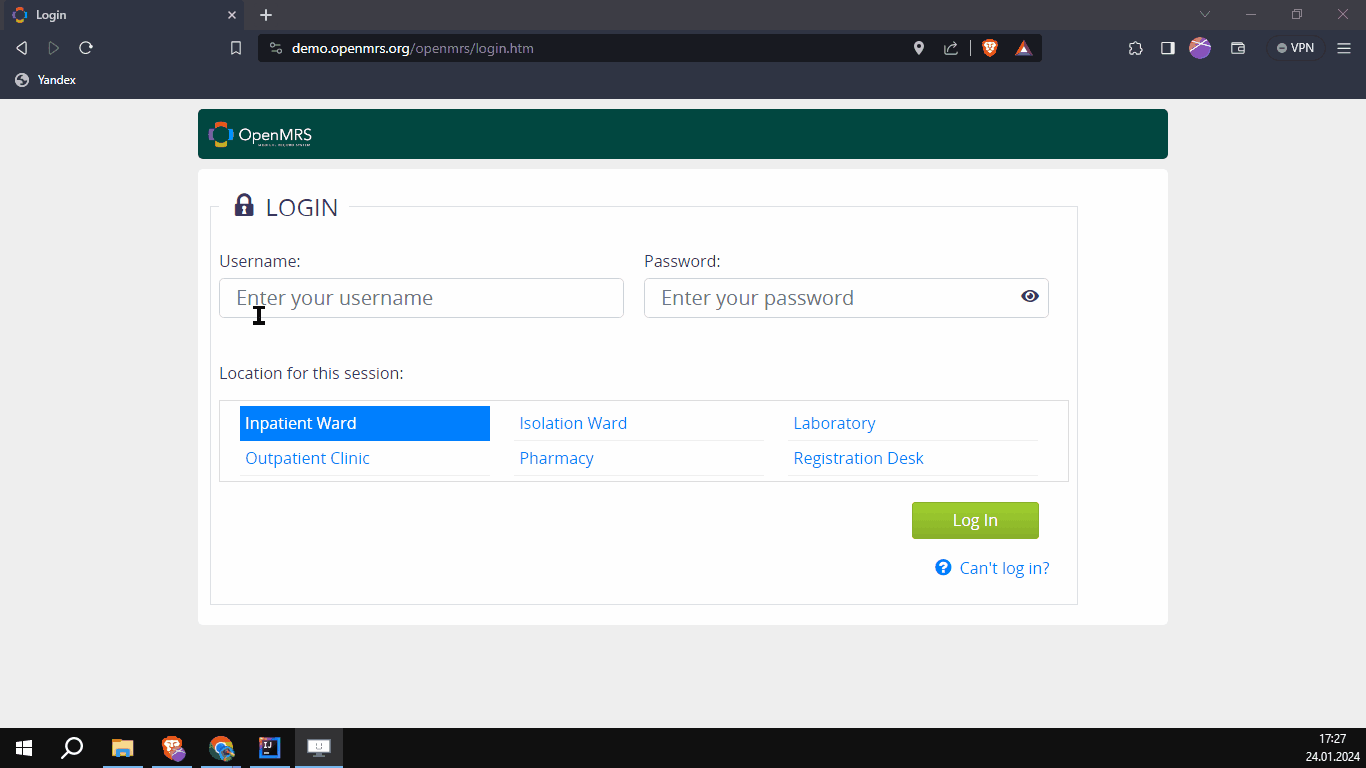 Login
demo.openmrs.org/openmrs/login.htm
VPN
Yandex
OpenMRS
LOGIN
Username:
Password:
Enter your username
Enter your password
Location for this session:
Inpatient Ward
Isolation Ward
Laboratory
Outpatient Clinic
Pharmacy
Registration Desk
Log In
Can't log in?
IJ
17:27
24.01.2024